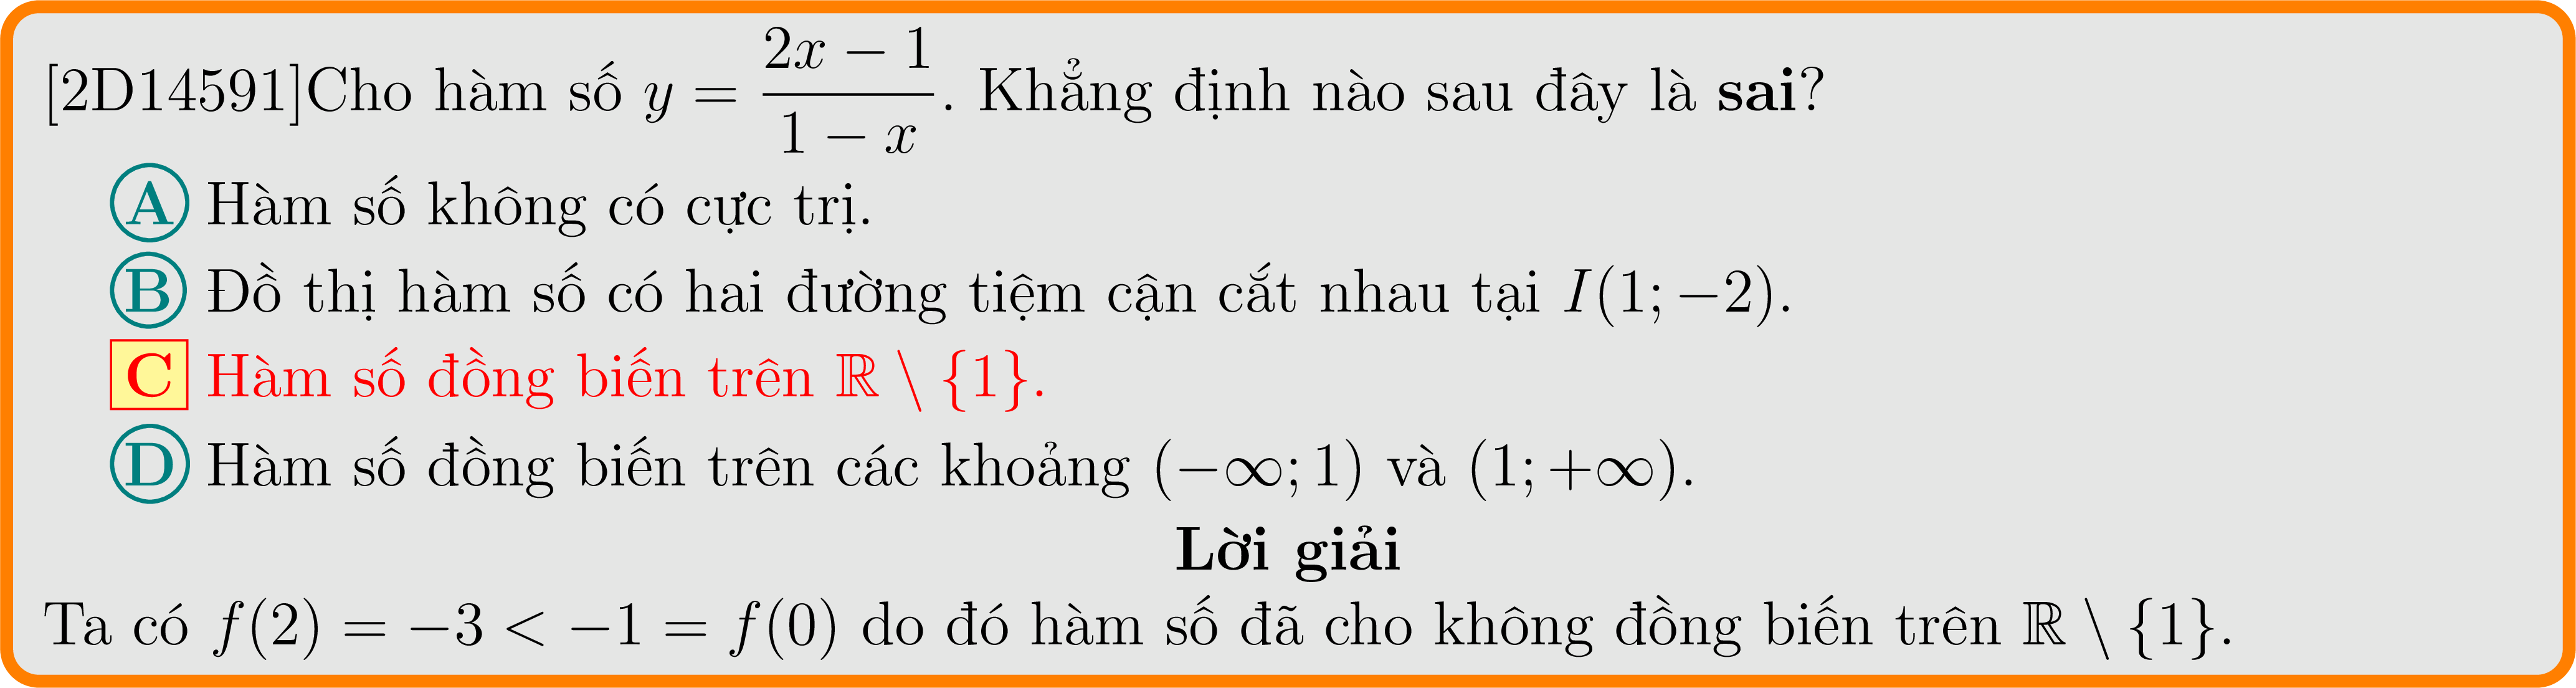 [2D14591]Cho hàm số $y = \dfrac{2x - 1}{1 - x}$. Khẳng định nào sau đây là sai?
A Hàm số không có cực trị.
B Đồ thị hàm số có hai đường tiệm cận cắt nhau tại $I(1; -2)$.
C Hàm số đồng biến trên $\mathbb{R} \setminus \{1\}$.
D Hàm số đồng biến trên các khoảng $(-\infty; 1)$ và $(1; +\infty)$.
Lời giải
Ta có $f(2) = -3 < -1 = f(0)$ do đó hàm số đã cho không đồng biến trên $\mathbb{R} \setminus \{1\}$.